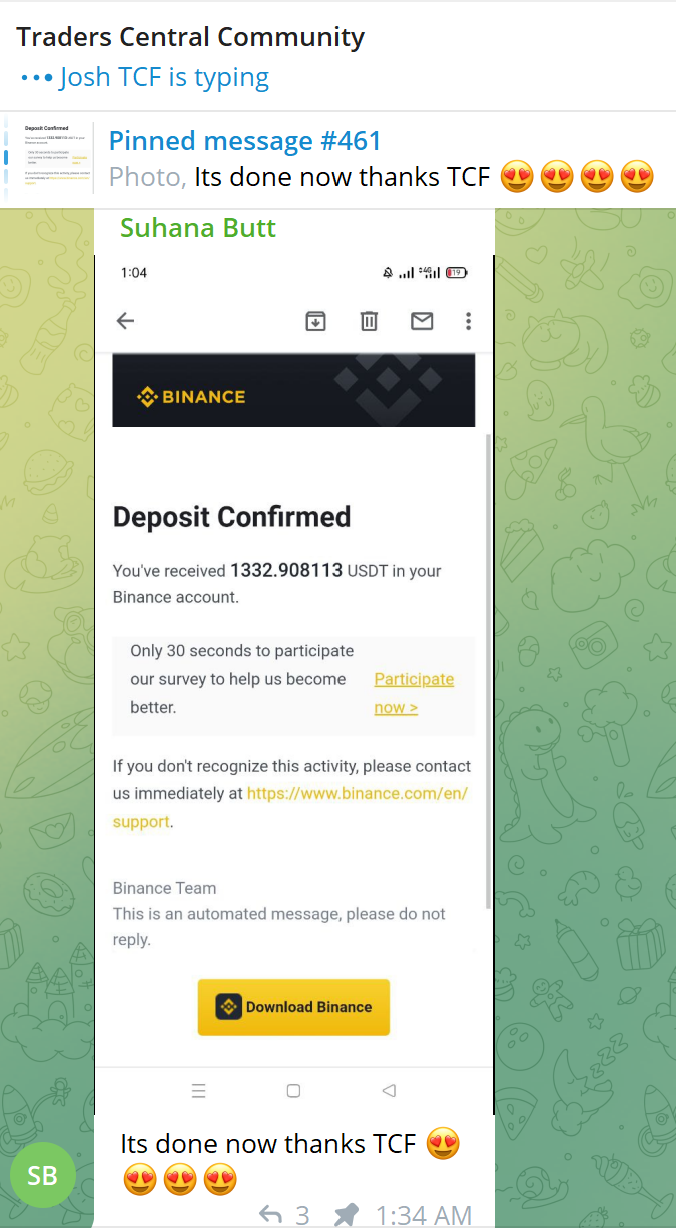 Traders Central Community
Josh TCF is typing
Deposit Confirmed
Pinned message #461
Photo, Its done now thanks TCF 😍😍😍😍
Suhana Butt
1:04
4G
19
BINANCE
Deposit Confirmed
You've received 1332.908113 USDT in your
Binance account.
Only 30 seconds to participate
our survey to help us become
better.
Participate
now >
If you don't recognize this activity, please contact
us immediately at https://www.binance.com/en/
support.
Binance Team
This is an automated message, please do not
reply.
Download Binance
Its done now thanks TCF 😍
😍😍😍
SB
3
1:34 AM